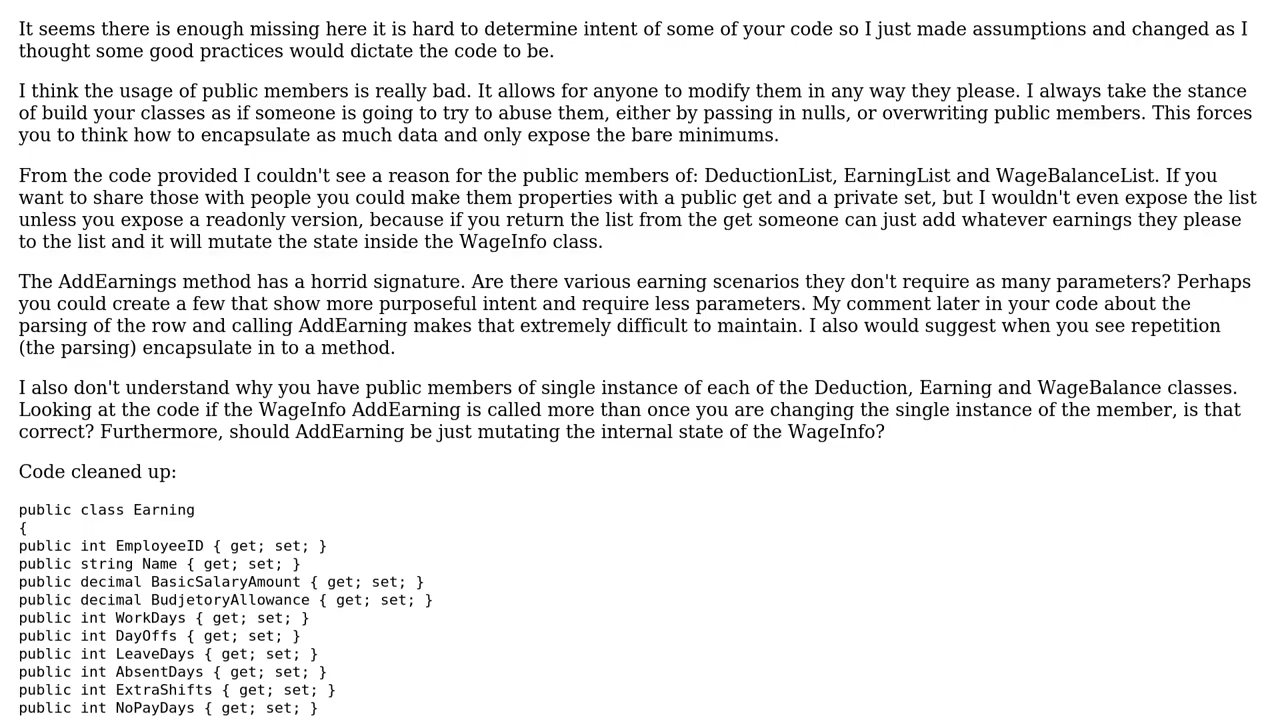 It seems there is enough missing here it is hard to determine intent of some of your code so I just made assumptions and changed as I
thought some good practices would dictate the code to be.
I think the usage of public members is really bad. It allows for anyone to modify them in any way they please. I always take the stance
of build your classes as if someone is going to try to abuse them, either by passing in nulls, or overwriting public members. This forces
you to think how to encapsulate as much data and only expose the bare minimums.
From the code provided I couldn't see a reason for the public members of: DeductionList, EarningList and WageBalanceList. If you
want to share those with people you could make them properties with a public get and a private set, but I wouldn't even expose the list
unless you expose a readonly version, because if you return the list from the get someone can just add whatever earnings they please
to the list and it will mutate the state inside the WageInfo class.
The AddEarnings method has a horrid signature. Are there various earning scenarios they don't require as many parameters? Perhaps
you could create a few that show more purposeful intent and require less parameters. My comment later in your code about the
parsing of the row and calling AddEarning makes that extremely difficult to maintain. I also would suggest when you see repetition
(the parsing) encapsulate in to a method.
I also don't understand why you have public members of single instance of each of the Deduction, Earning and WageBalance classes.
Looking at the code if the WageInfo AddEarning is called more than once you are changing the single instance of the member, is that
correct? Furthermore, should AddEarning be just mutating the internal state of the WageInfo?
Code cleaned up:
public class Earning
{
public int EmployeeID { get; set; }
public string Name { get; set; }
public decimal BasicSalaryAmount { get; set; }
public decimal BudjetoryAllowance { get; set; }
public int WorkDays { get; set; }
public int DayOffs { get; set; }
public int LeaveDays { get; set; }
public int AbsentDays { get; set; }
public int ExtraShifts { get; set; }
public int NoPayDays { get; set; }